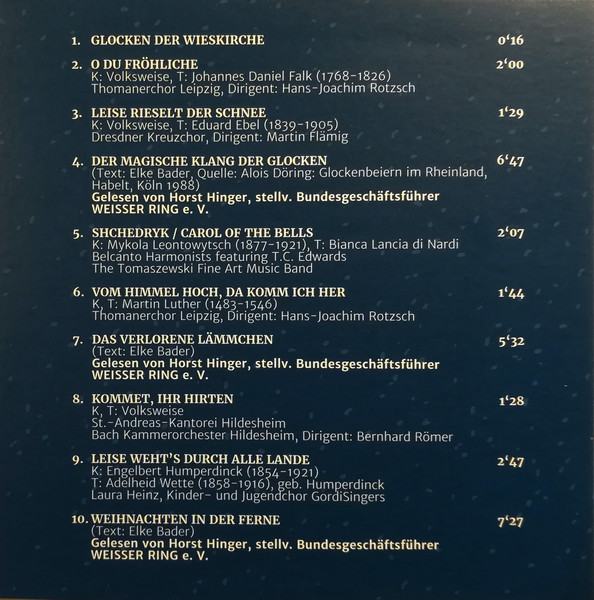 1. GLOCKEN DER WIESKIRCHE 0‘16
2. O DU FRÖHLICHE 2‘00
K: Volksweise, T: Johannes Daniel Falk (1768–1826)
Thomanerchor Leipzig, Dirigent: Hans-Joachim Rotzsch
3. LEISE RIESELT DER SCHNEE 1‘29
K: Volksweise, T: Eduard Ebel (1839–1905)
Dresdner Kreuzchor, Dirigent: Martin Flämig
4. DER MAGISCHE KLANG DER GLOCKEN 6‘47
(Text: Elke Bader, Quelle: Alois Döring: Glockenbeiern im Rheinland,
Habelt, Köln 1988)
Gelesen von Horst Hinger, stellv. Bundesgeschäftsführer
WEISSER RING e. V.
5. SHCHEDRYK / CAROL OF THE BELLS 2‘07
K: Mykola Leontowytsch (1877–1921), T: Bianca Lancia di Nardi
Belcanto Harmonists featuring T.C. Edwards
The Tomaszewski Fine Art Music Band
6. VOM HIMMEL HOCH, DA KOMM ICH HER 1‘44
K, T: Martin Luther (1483–1546)
Thomanerchor Leipzig, Dirigent: Hans-Joachim Rotzsch
7. DAS VERLORENE LÄMMCHEN 5‘32
(Text: Elke Bader)
Gelesen von Horst Hinger, stellv. Bundesgeschäftsführer
WEISSER RING e. V.
8. KOMMET, IHR HIRTEN 1‘28
K, T: Volksweise
St.-Andreas-Kantorei Hildesheim
Bach Kammerorchester Hildesheim, Dirigent: Bernhard Römer
9. LEISE WEHT’S DURCH ALLE LANDE 2‘47
K: Engelbert Humperdinck (1854–1921)
T: Adelheid Wette (1858–1916), geb. Humperdinck
Laura Heinz, Kinder- und Jugendchor GordiSingers
10. WEIHNACHTEN IN DER FERNE 7‘27
(Text: Elke Bader)
Gelesen von Horst Hinger, stellv. Bundesgeschäftsführer
WEISSER RING e. V.